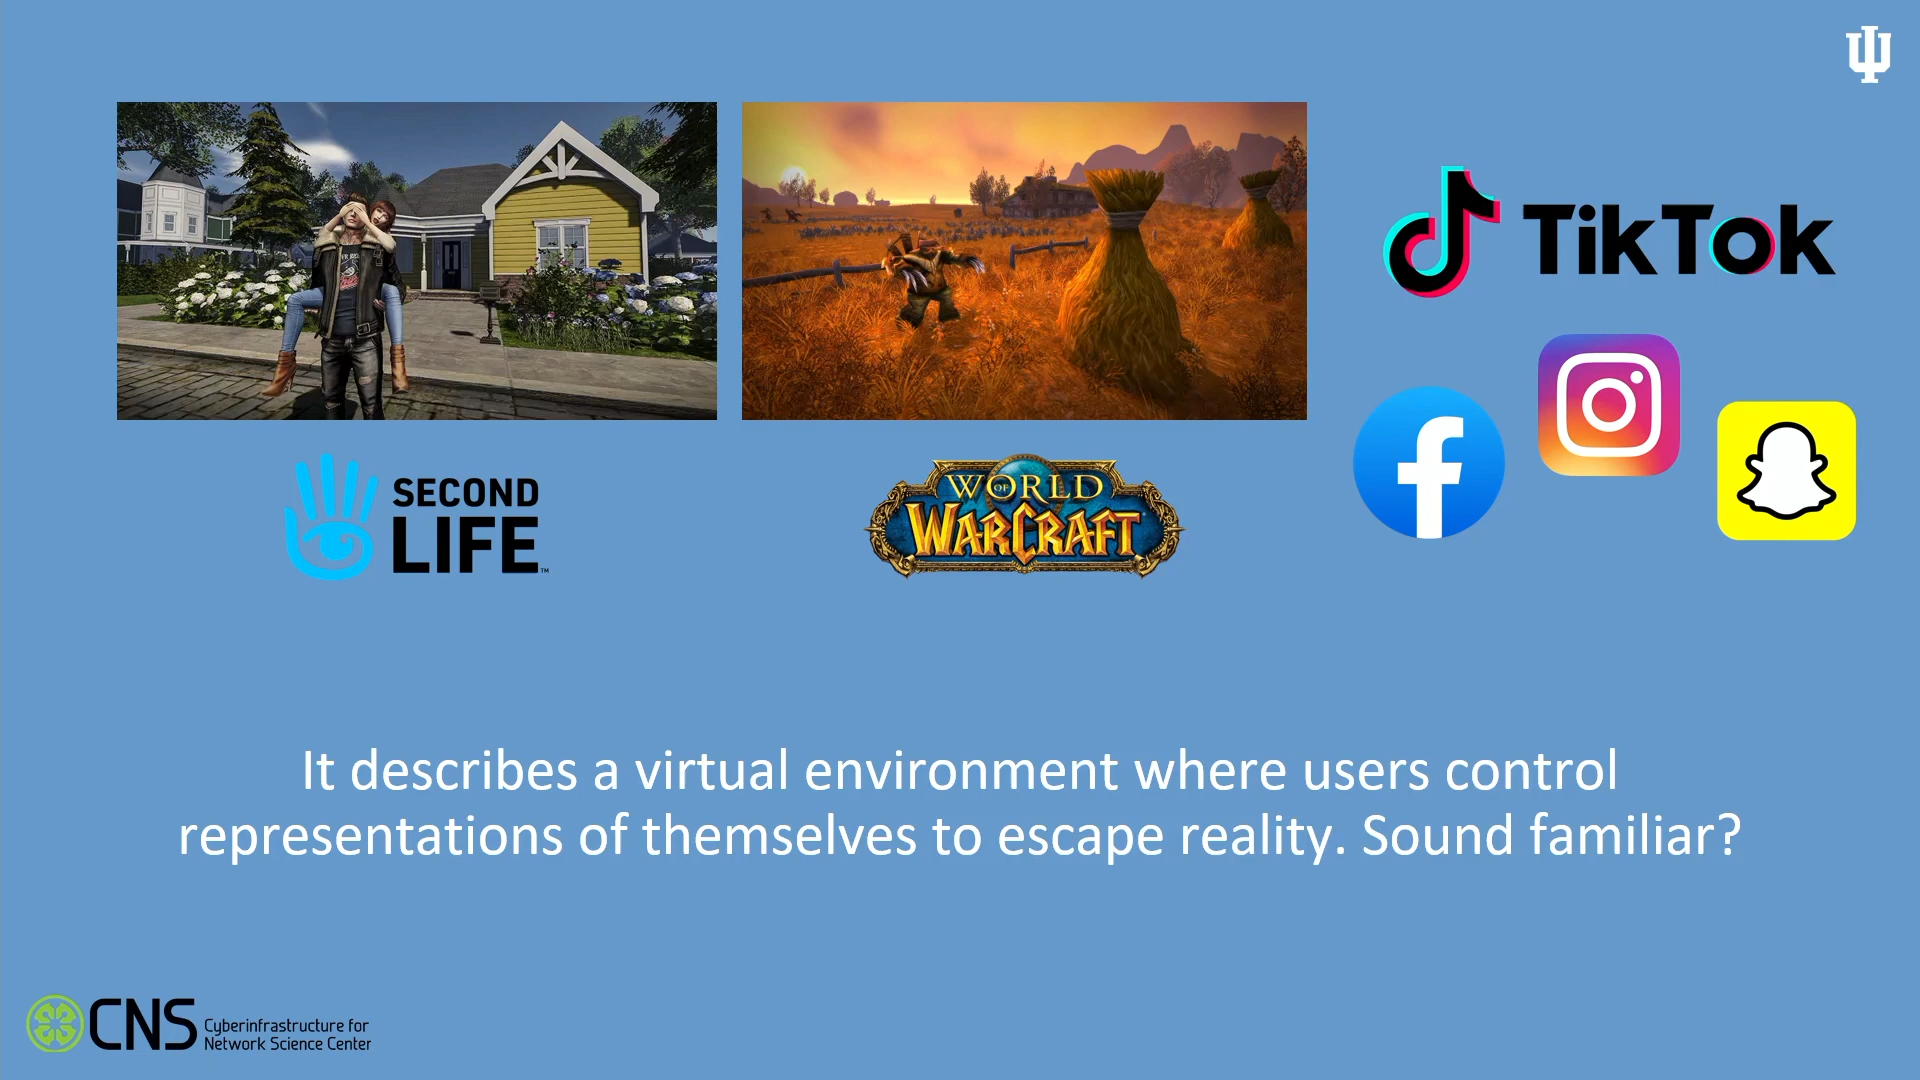 TikTok
SECOND
LIFE™
WORLD
OF
WARCRAFT
It describes a virtual environment where users control
representations of themselves to escape reality. Sound familiar?
CNS
Cyberinfrastructure for
Network Science Center